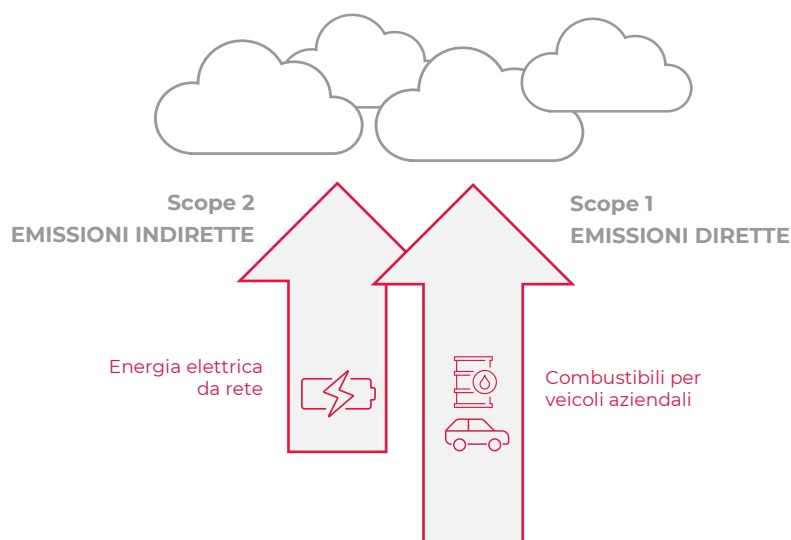 Scope 2
EMISSIONI INDIRETTE
Scope 1
EMISSIONI DIRETTE
Energia elettrica
da rete
Combustibili per
veicoli aziendali